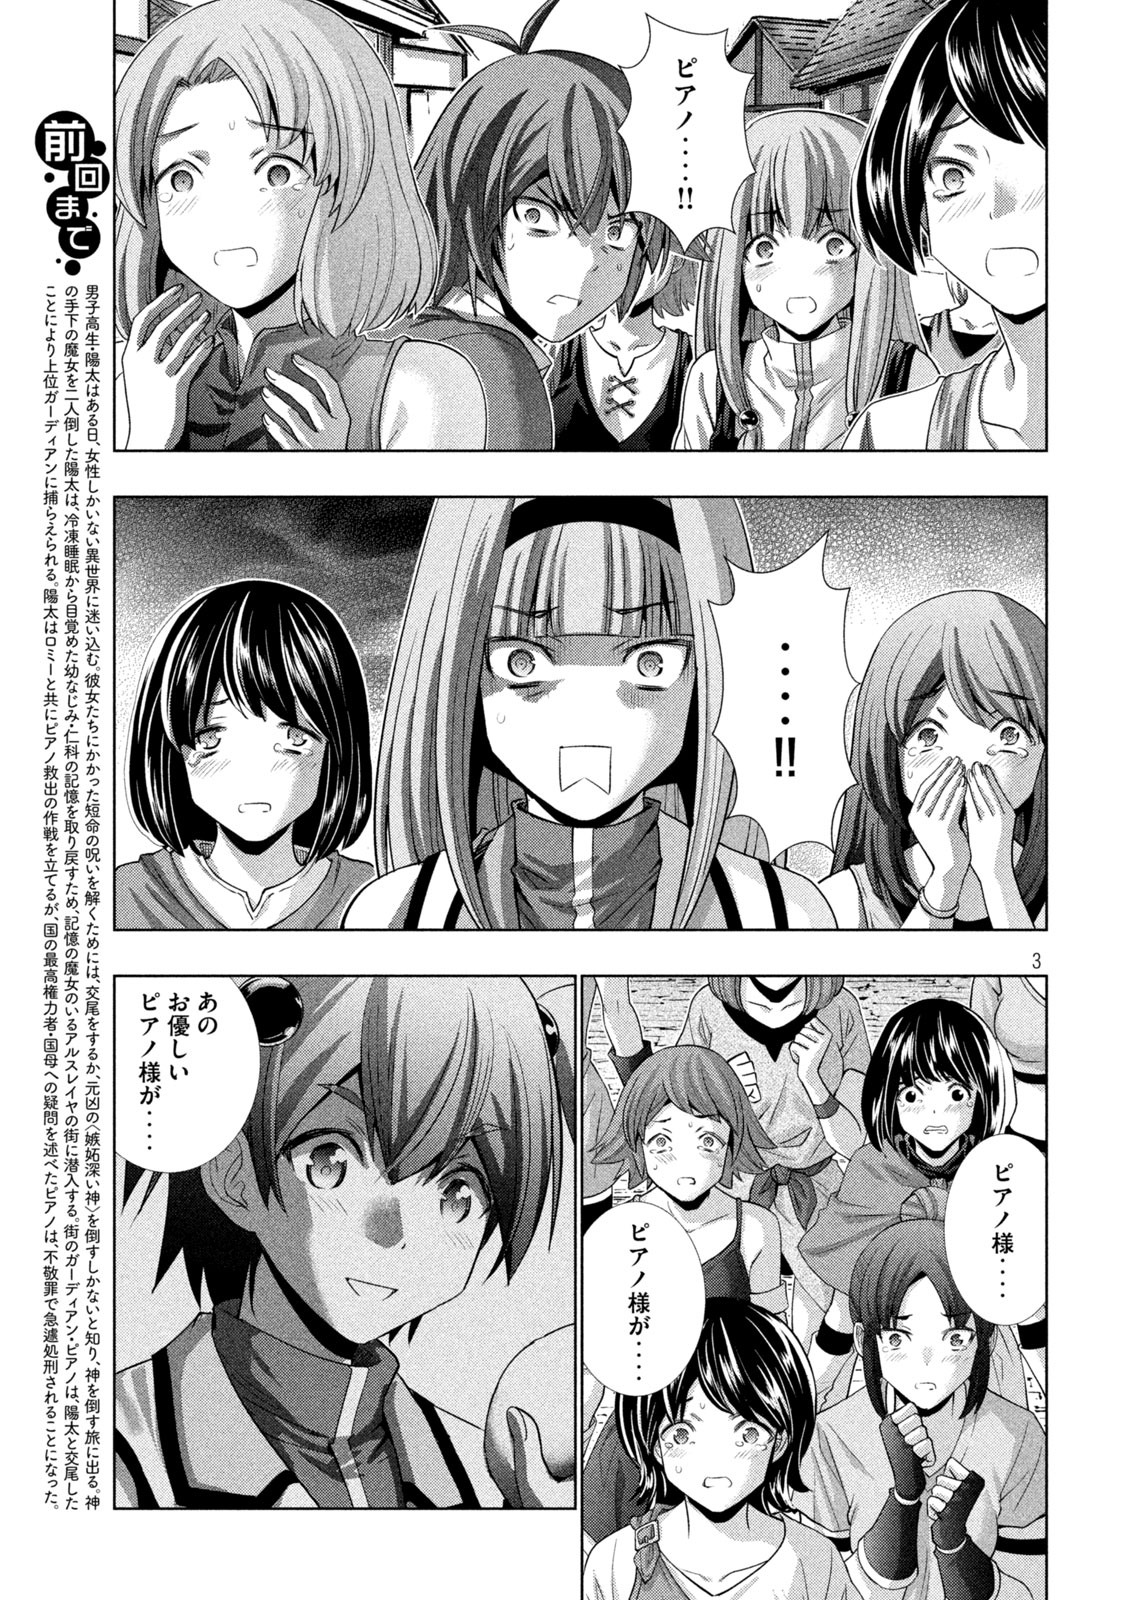 ピアノ・・・・!!
・・・・!!
3
ピアノ様・・・・
ピアノ様が・・・・
あの
お優しい
ピアノ様が・・・・
前回まで
男子高生・陽太はある日、女性しかいない異世界に迷い込む。彼女たちにかかった短命の呪いを解くためには、交尾をするか、元凶の〈嫉妬深い神〉を倒すしかないと知り、神を倒す旅に出る。神
の手下の魔女を二人倒した陽太は、冷凍睡眠から目覚めた幼なじみ・仁科の記憶を取り戻すため、記憶の魔女のいるアルスレイヤの街に潜入する。街のガーディアン・ピアノは、陽太と交尾した
ことにより上位ガーディアンに捕らえられる。陽太はロミーと共にピアノ救出の作戦を立てるが、国の最高権力者・国母への疑問を述べたピアノは、不敬罪で急遽処刑されることになった。